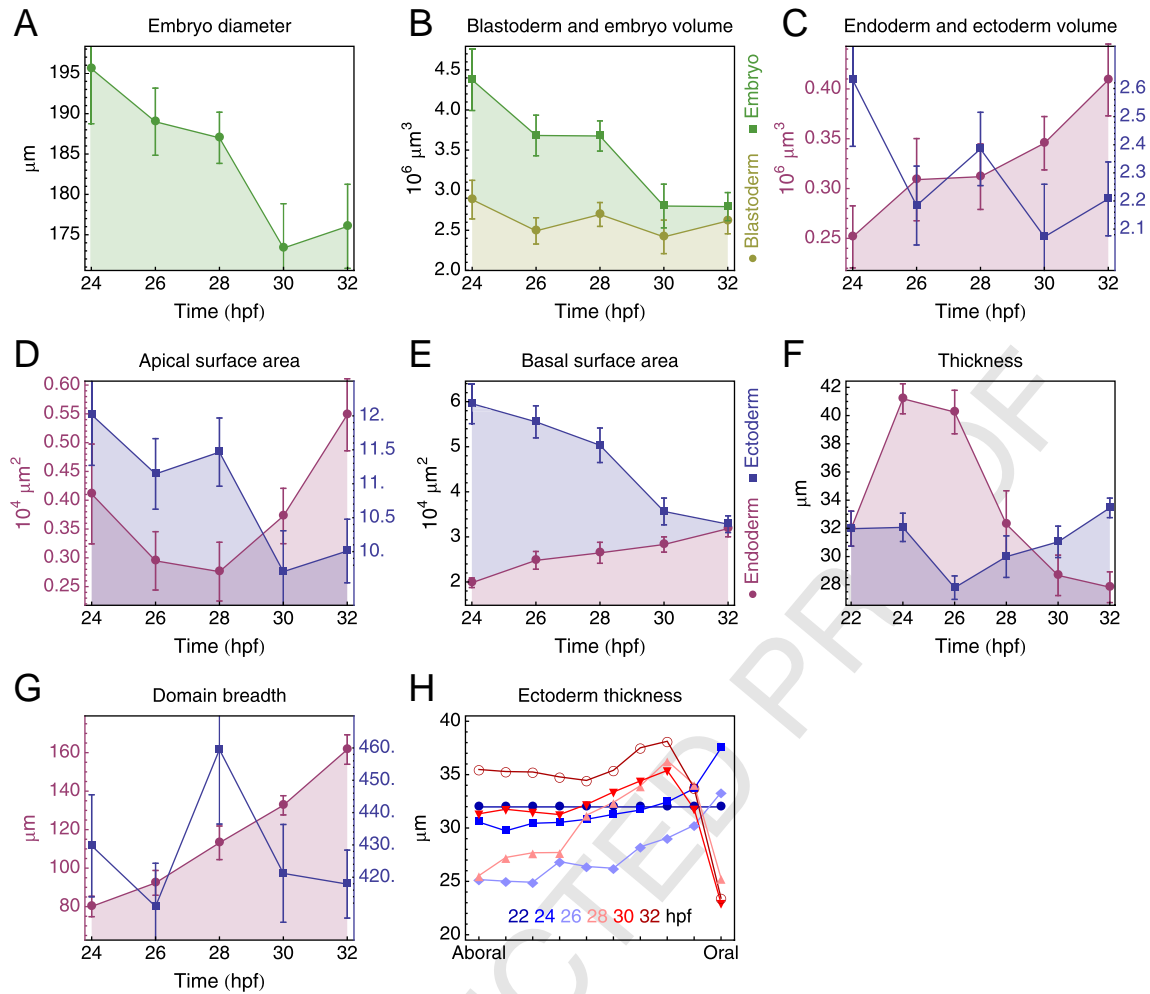 A Embryo diameter
195
190
185
180
175
µm
24 26 28 30 32
Time (hpf)
B Blastoderm and embryo volume
4.5
4.0
3.5
3.0
2.5
2.0
10⁶ µm³
24 26 28 30 32
Time (hpf)
Blastoderm Embryo
C Endoderm and ectoderm volume
0.40
0.35
0.30
0.25
10⁶ µm³
2.6
2.5
2.4
2.3
2.2
2.1
24 26 28 30 32
Time (hpf)
D Apical surface area
0.60
0.55
0.50
0.45
0.40
0.35
0.30
0.25
10⁴ µm²
12.
11.5
11.
10.5
10.
24 26 28 30 32
Time (hpf)
E Basal surface area
6
5
4
3
2
10⁴ µm²
24 26 28 30 32
Time (hpf)
Endoderm Ectoderm
F Thickness
42
40
38
36
34
32
30
28
µm
22 24 26 28 30 32
Time (hpf)
G Domain breadth
160
140
120
100
80
µm
460.
450.
440.
430.
420.
24 26 28 30 32
Time (hpf)
H Ectoderm thickness
40
35
30
25
20
µm
22 24 26 28 30 32 hpf
Aboral Oral
CTED PROOF